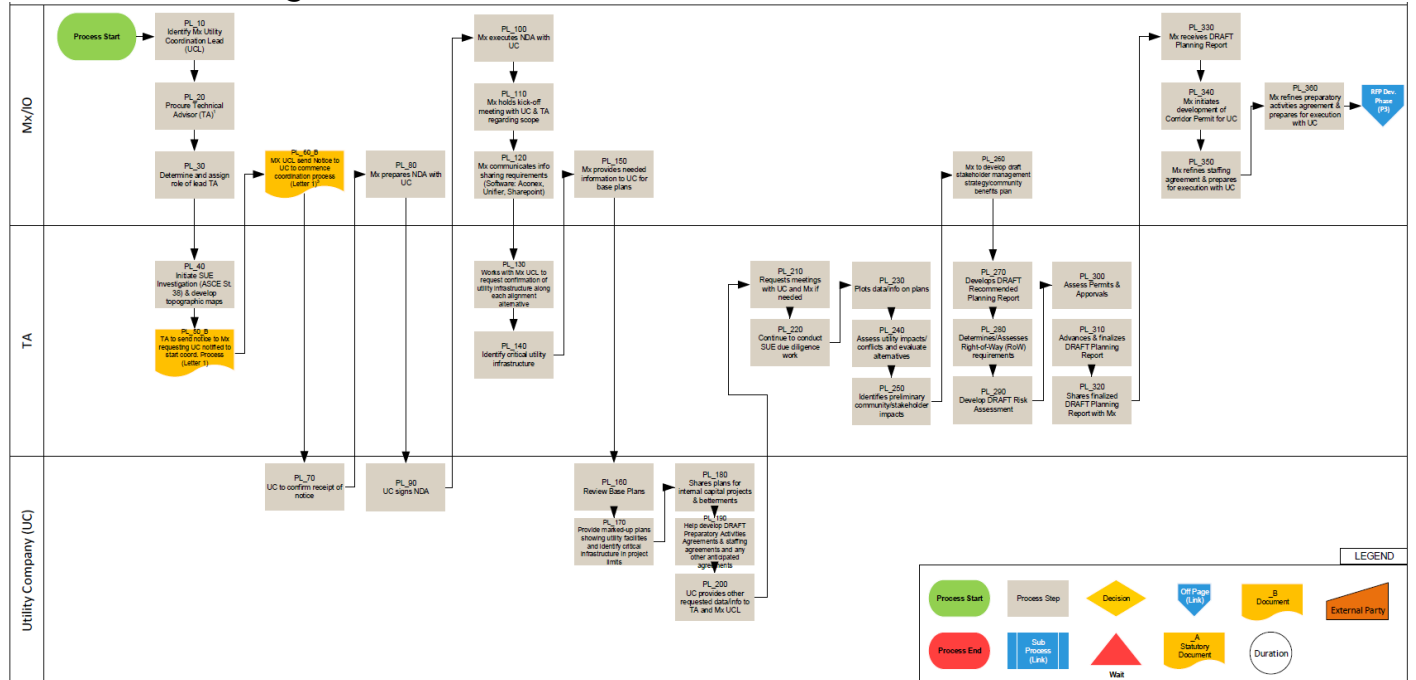 Mx/IO
Process Start
PL_10
Identify Mx Utility
Coordination Lead
(UCL)
PL_20
Procure Technical
Advisor (TA)¹
PL_30
Determine and assign
role of lead TA
PL_60_B
MX UCL send Notice to
UC to commence
coordination process
(Letter 1)²
PL_80
Mx prepares NDA with
UC
PL_100
Mx executes NDA with
UC
PL_110
Mx holds kick-off
meeting with UC & TA
regarding scope
PL_120
Mx communicates info
sharing requirements
(Software: Aconex,
Unifier, Sharepoint)
PL_150
Mx provides needed
information to UC for
base plans
PL_260
Mx to develop draft
stakeholder management
strategy/community
benefits plan
PL_330
Mx receives DRAFT
Planning Report
PL_340
Mx initiates
development of
Corridor Permit for UC
PL_350
Mx refines staffing
agreement & prepares
for execution with UC
PL_360
Mx refines preparatory
activities agreement &
prepares for execution
with UC
RFP Dev.
Phase
(P3)
TA
PL_40
Initiate SUE
Investigation (ASCE St.
38) & develop
topographic maps
PL_50_B
TA to send notice to Mx
requesting UC notified to
start coord. Process
(Letter 1)
PL_130
Works with Mx UCL to
request confirmation of
utility infrastructure along
each alignment
alternative
PL_140
Identify critical utility
infrastructure
PL_210
Requests meetings
with UC and Mx if
needed
PL_220
Continue to conduct
SUE due diligence
work
PL_230
Plots data/info on plans
PL_240
Assess utility impacts/
conflicts and evaluate
alternatives
PL_250
Identifies preliminary
community/stakeholder
impacts
PL_270
Develops DRAFT
Recommended
Planning Report
PL_280
Determines/Assesses
Right-of-Way (RoW)
requirements
PL_290
Develop DRAFT Risk
Assessment
PL_300
Assess Permits &
Apporvals
PL_310
Advances & finalizes
DRAFT Planning
Report
PL_320
Shares finalized
DRAFT Planning
Report with Mx
Utility Company (UC)
PL_70
UC to confirm receipt of
notice
PL_90
UC signs NDA
PL_160
Review Base Plans
PL_170
Provide marked-up plans
showing utility facilities
and identify critical
infrastructure in project
limits
PL_180
Shares plans for
internal capital projects
& betterments
PL_190
Help develop DRAFT
Preparatory Activities
Agreements & staffing
agreements and any
other anticipated
agreements
PL_200
UC provides other
requested data/info to
TA and Mx UCL
LEGEND
Process Start
Process Step
Decision
Off Page
(Link)
_B
Document
External Party
Process End
Sub
Process
(Link)
Wait
_A
Statutory
Document
Duration